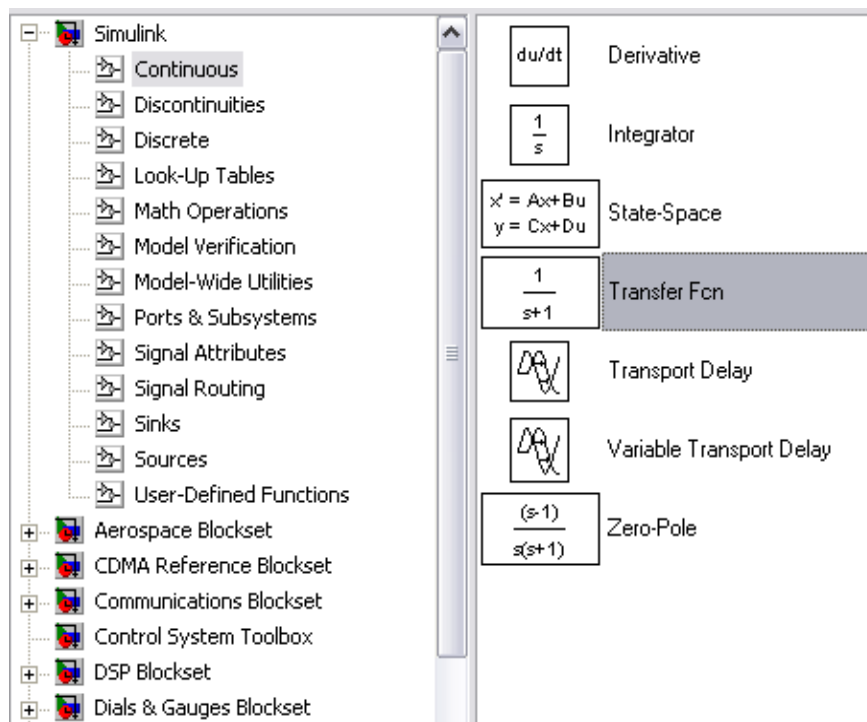 Simulink
Continuous
Discontinuities
Discrete
Look-Up Tables
Math Operations
Model Verification
Model-Wide Utilities
Ports & Subsystems
Signal Attributes
Signal Routing
Sinks
Sources
User-Defined Functions
Aerospace Blockset
CDMA Reference Blockset
Communications Blockset
Control System Toolbox
DSP Blockset
Dials & Gauges Blockset
du/dt Derivative
1
s
Integrator
x' = Ax+Bu
y = Cx+Du
State-Space
1
s+1
Transfer Fcn
Transport Delay
Variable Transport Delay
(s-1)
s(s+1)
Zero-Pole